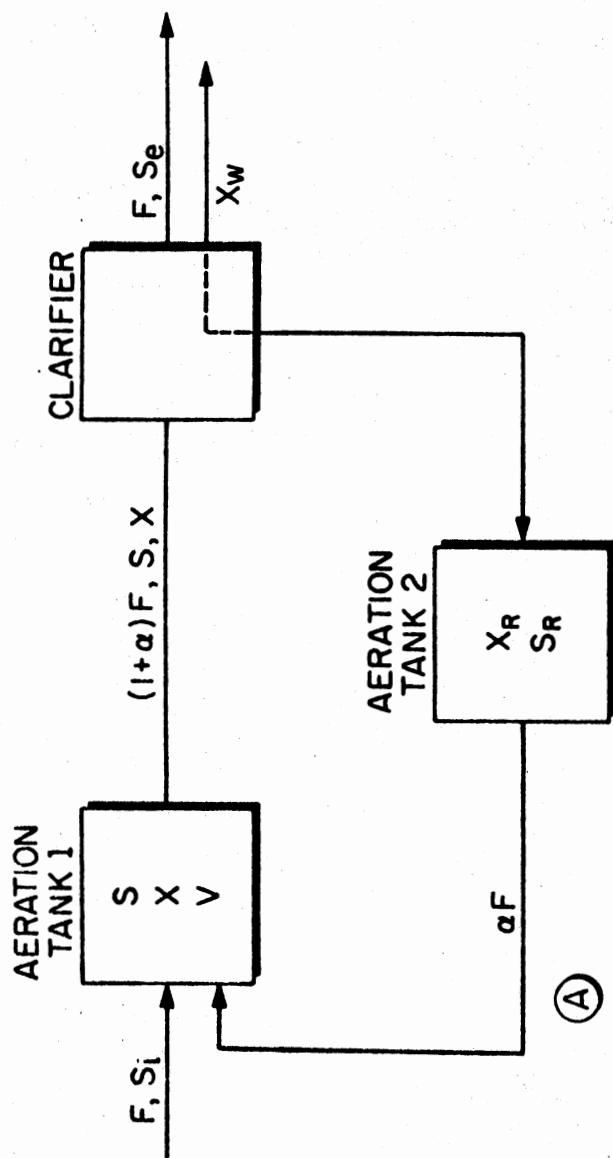 F, Si
AERATION
TANK 1
S
X
V
(1+α)F, S, X
CLARIFIER
F, Se
Xw
AERATION
TANK 2
XR
SR
αF
A